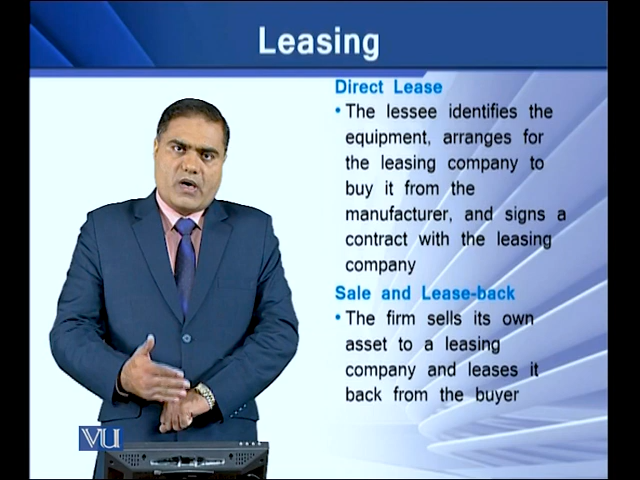 Leasing
Direct Lease
• The lessee identifies the
equipment, arranges for
the leasing company to
buy it from the
manufacturer, and signs a
contract with the leasing
company
Sale and Lease-back
• The firm sells its own
asset to a leasing
company and leases it
back from the buyer
VU